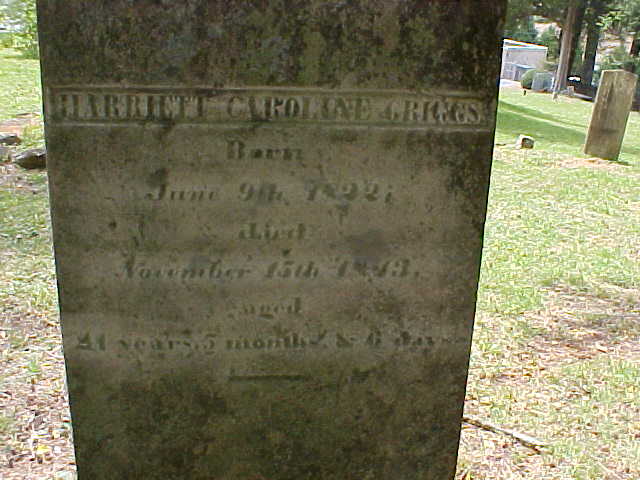 HARRIETT CAROLINE GRIGGS
Born
June 9th 1822;
died
November 15th 1843.
aged
21 years, 5 months & 6 days